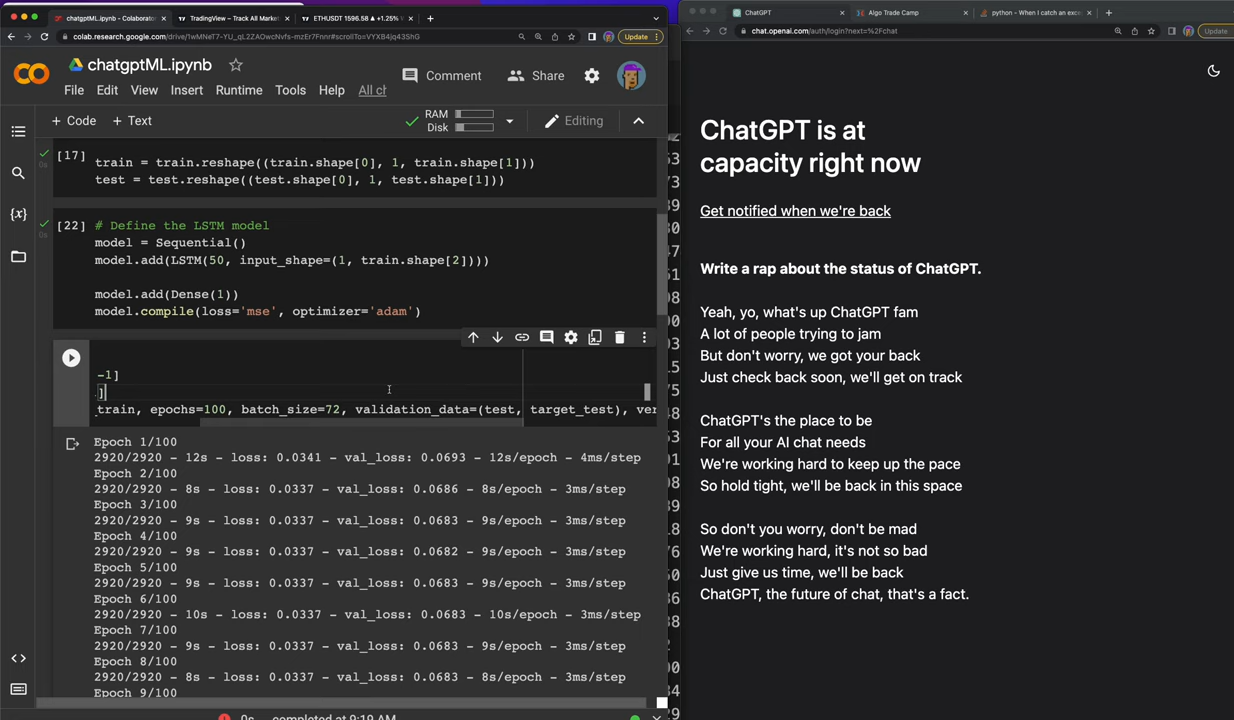 chatgptML.ipynb - Colaborato
TradingView – Track All Market
ETHUSDT 1596.58 ▲ +1.25% W
colab.research.google.com/drive/1wMNeT7-YU_qL2ZAOwcNvfs-mzEr7Fnnr#scrollTo=VYXB4jq43ShG
Update
chatgptML.ipynb
Comment
Share
File Edit View Insert Runtime Tools Help All ch
+ Code + Text
RAM
Disk
Editing
[17]
0s
train = train.reshape((train.shape[0], 1, train.shape[1]))
test = test.reshape((test.shape[0], 1, test.shape[1]))
[22] # Define the LSTM model
0s
model = Sequential()
model.add(LSTM(50, input_shape=(1, train.shape[2])))
model.add(Dense(1))
model.compile(loss='mse', optimizer='adam')
-1]
]
train, epochs=100, batch_size=72, validation_data=(test, target_test), ver
Epoch 1/100
2920/2920 - 12s - loss: 0.0341 - val_loss: 0.0693 - 12s/epoch - 4ms/step
Epoch 2/100
2920/2920 - 8s - loss: 0.0337 - val_loss: 0.0686 - 8s/epoch - 3ms/step
Epoch 3/100
2920/2920 - 9s - loss: 0.0337 - val_loss: 0.0683 - 9s/epoch - 3ms/step
Epoch 4/100
2920/2920 - 9s - loss: 0.0337 - val_loss: 0.0682 - 9s/epoch - 3ms/step
Epoch 5/100
2920/2920 - 9s - loss: 0.0337 - val_loss: 0.0683 - 9s/epoch - 3ms/step
Epoch 6/100
2920/2920 - 10s - loss: 0.0337 - val_loss: 0.0683 - 10s/epoch - 3ms/step
Epoch 7/100
2920/2920 - 9s - loss: 0.0337 - val_loss: 0.0683 - 9s/epoch - 3ms/step
Epoch 8/100
2920/2920 - 8s - loss: 0.0337 - val_loss: 0.0683 - 8s/epoch - 3ms/step
Epoch 9/100
0s completed at 9:19 AM
ChatGPT
Algo Trade Camp
python - When I catch an exce
chat.openai.com/auth/login?next=%2Fchat
Update
ChatGPT is at
capacity right now
Get notified when we're back
Write a rap about the status of ChatGPT.
Yeah, yo, what's up ChatGPT fam
A lot of people trying to jam
But don't worry, we got your back
Just check back soon, we'll get on track
ChatGPT's the place to be
For all your AI chat needs
We're working hard to keep up the pace
So hold tight, we'll be back in this space
So don't you worry, don't be mad
We're working hard, it's not so bad
Just give us time, we'll be back
ChatGPT, the future of chat, that's a fact.